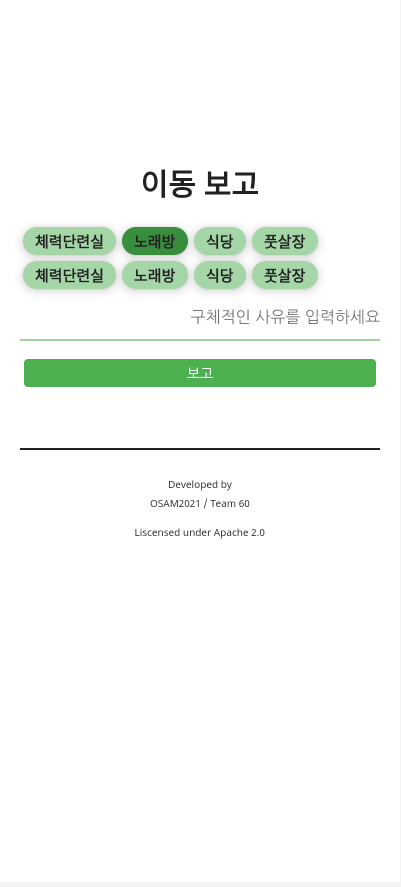 이동 보고
체력단련실 노래방 식당 풋살장
체력단련실 노래방 식당 풋살장
구체적인 사유를 입력하세요
보고
Developed by
OSAM2021 / Team 60
Liscensed under Apache 2.0